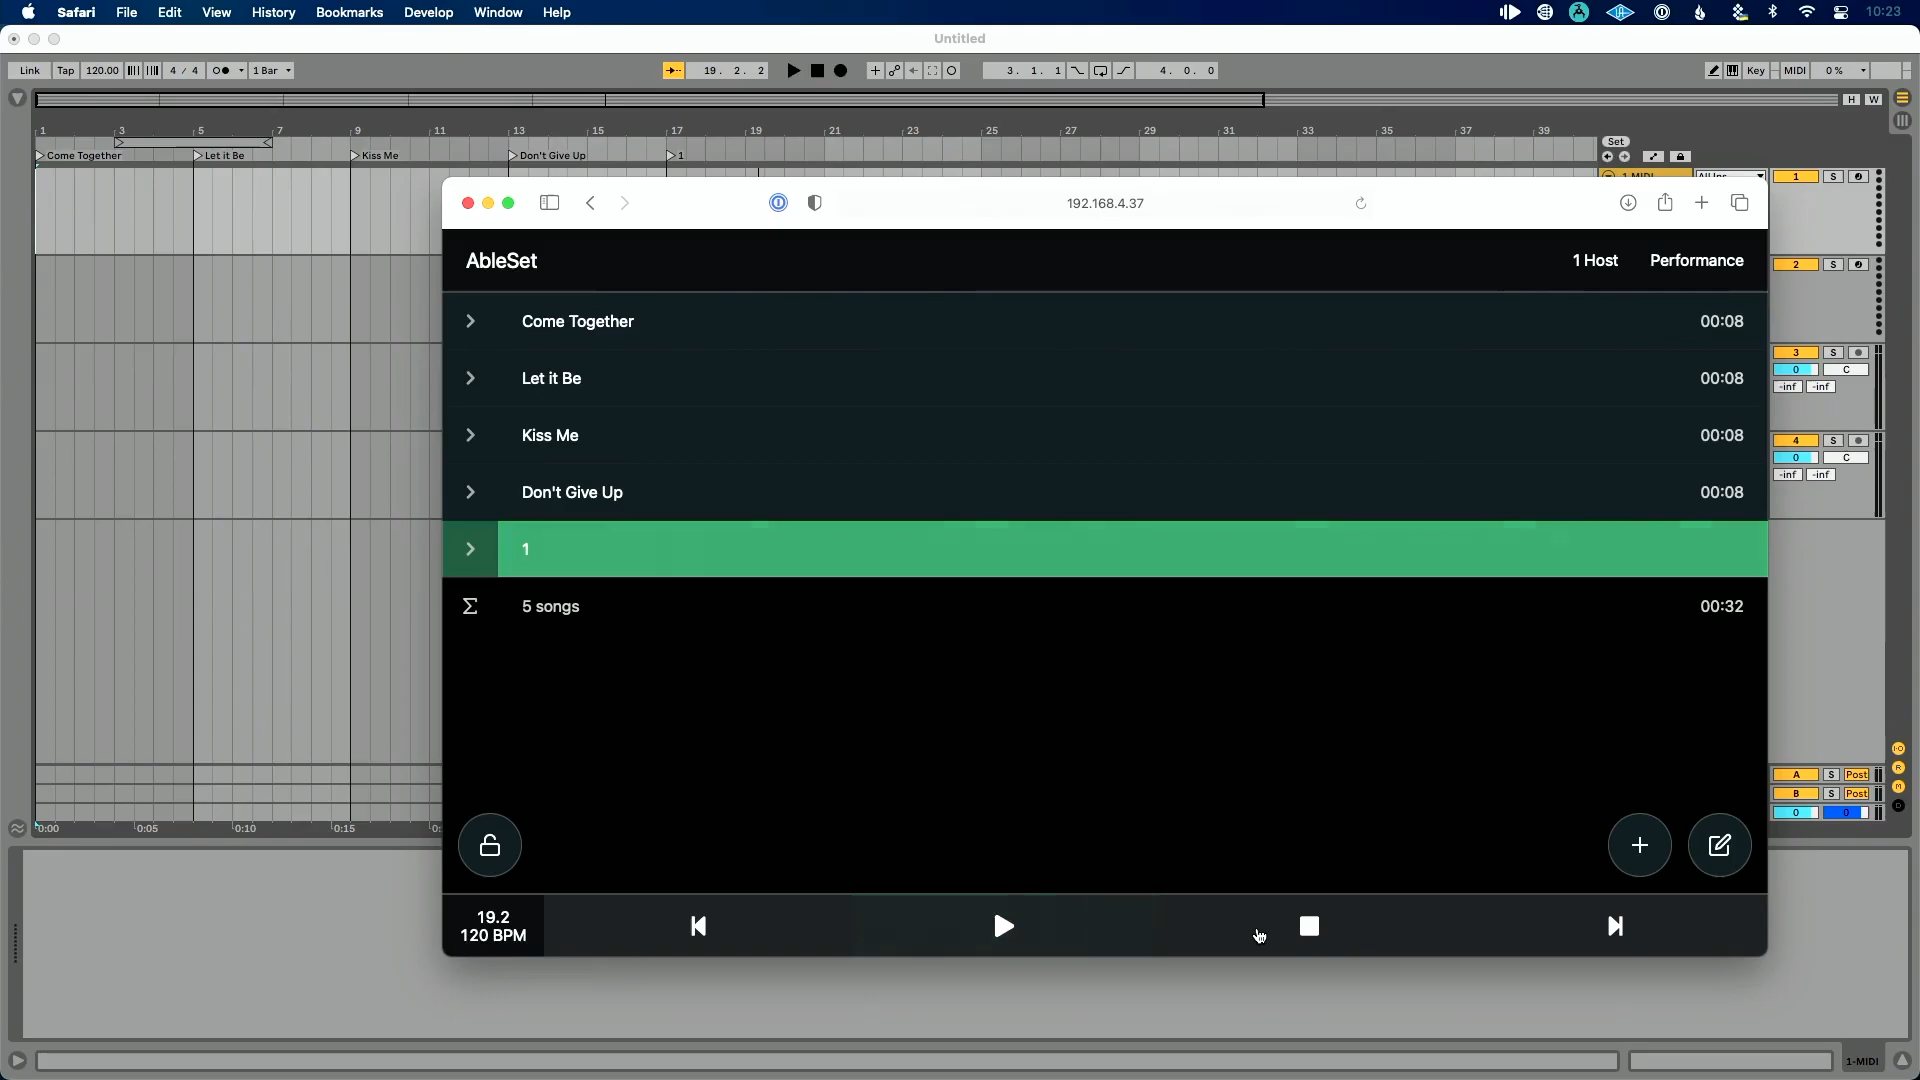 Safari File Edit View History Bookmarks Develop Window Help 10:23
Untitled
Link Tap 120.00 4 / 4 1 Bar 19. 2. 2 3. 1. 1 4. 0. 0 Key MIDI 0 %
H W
1 3 5 7 9 11 13 15 17 19 21 23 25 27 29 31 33 35 37 39
Set
Come Together Let it Be Kiss Me Don't Give Up 1
1 MIDI All Ins 1 S
192.168.4.37
AbleSet 1 Host Performance
2 S
Come Together 00:08
3 S
0 C
-inf -inf
Let it Be 00:08
Kiss Me 00:08
4 S
0 C
-inf -inf
Don't Give Up 00:08
1
Σ 5 songs 00:32
A S Post
B S Post
0 0
0:00 0:05 0:10 0:15 0:
19.2
120 BPM
1-MIDI